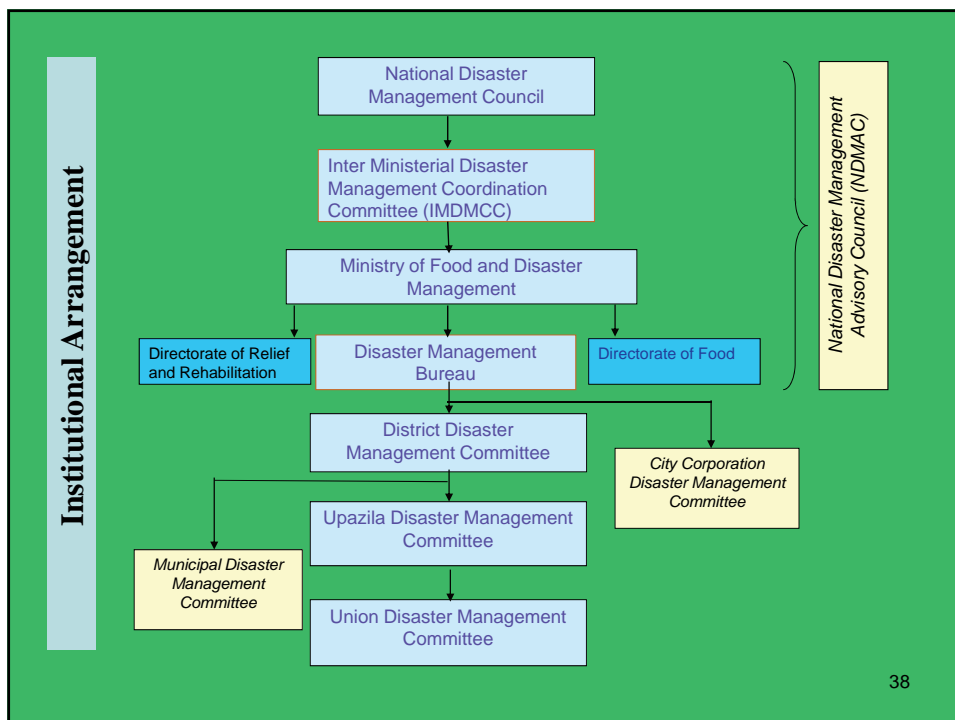 Institutional Arrangement
National Disaster
Management Council
Inter Ministerial Disaster
Management Coordination
Committee (IMDMCC)
Ministry of Food and Disaster
Management
Directorate of Relief
and Rehabilitation
Disaster Management
Bureau
Directorate of Food
National Disaster Management
Advisory Council (NDMAC)
District Disaster
Management Committee
City Corporation
Disaster Management
Committee
Upazila Disaster Management
Committee
Municipal Disaster
Management
Committee
Union Disaster Management
Committee
38